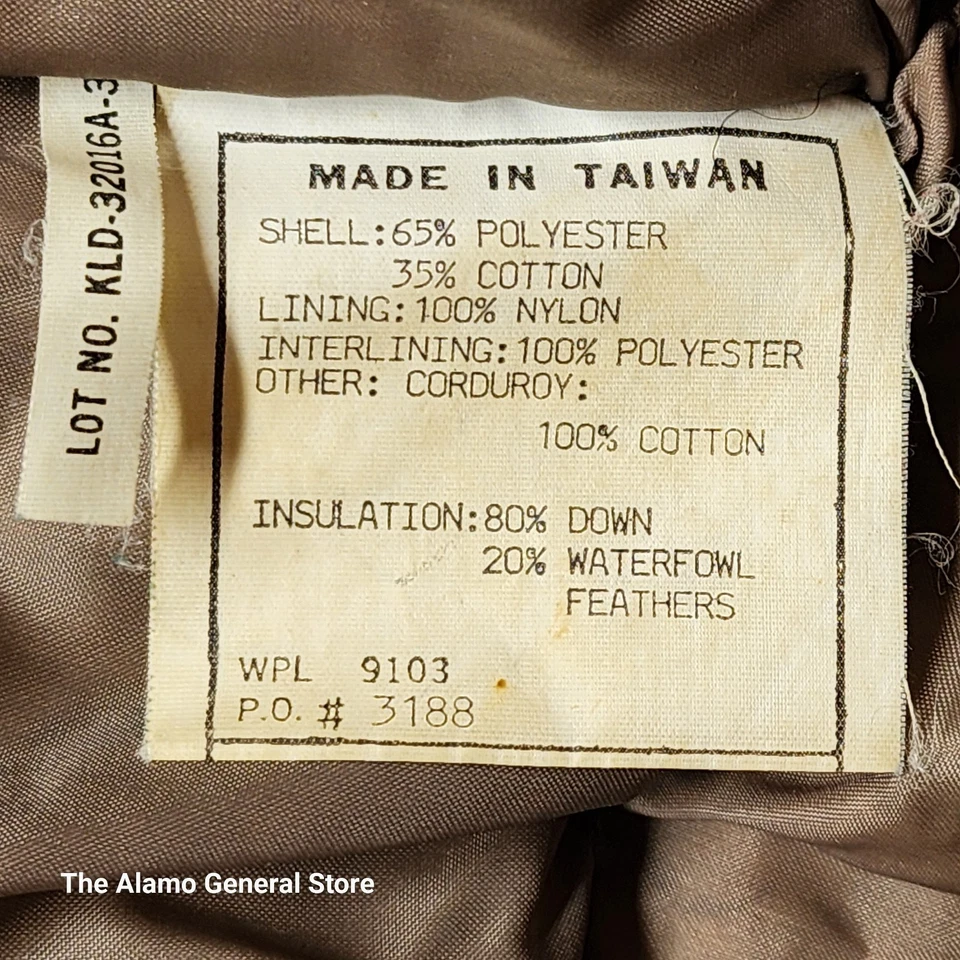 LOT NO. KLD-32016A-3
MADE IN TAIWAN
SHELL:65% POLYESTER
35% COTTON
LINING:100% NYLON
INTERLINING:100% POLYESTER
OTHER: CORDUROY:
100% COTTON
INSULATION:80% DOWN
20% WATERFOWL
FEATHERS
WPL 9103
P.O. # 3188
The Alamo General Store